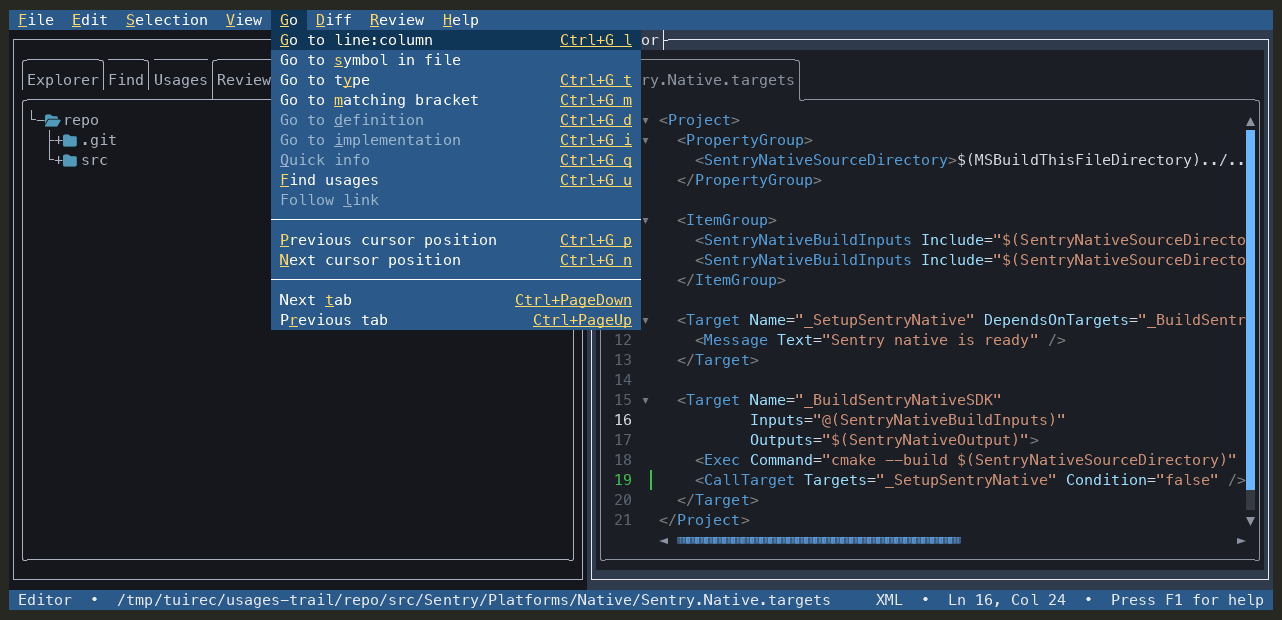 File Edit Selection View Go Diff Review Help
Go to line:column Ctrl+G l
Go to symbol in file
Go to type Ctrl+G t
Go to matching bracket Ctrl+G m
Go to definition Ctrl+G d
Go to implementation Ctrl+G i
Quick info Ctrl+G q
Find usages Ctrl+G u
Follow link
Previous cursor position Ctrl+G p
Next cursor position Ctrl+G n
Next tab Ctrl+PageDown
Previous tab Ctrl+PageUp
Explorer Find Usages Review
repo
.git
src
or
ry.Native.targets
<Project>
<PropertyGroup>
<SentryNativeSourceDirectory>$(MSBuildThisFileDirectory)../..
</PropertyGroup>
<ItemGroup>
<SentryNativeBuildInputs Include="$(SentryNativeSourceDirecto
<SentryNativeBuildInputs Include="$(SentryNativeSourceDirecto
</ItemGroup>
<Target Name="_SetupSentryNative" DependsOnTargets="_BuildSentr
12 <Message Text="Sentry native is ready" />
13 </Target>
14
15 <Target Name="_BuildSentryNativeSDK"
16 Inputs="@(SentryNativeBuildInputs)"
17 Outputs="$(SentryNativeOutput)">
18 <Exec Command="cmake --build $(SentryNativeSourceDirectory)"
19 <CallTarget Targets="_SetupSentryNative" Condition="false" />
20 </Target>
21 </Project>
Editor • /tmp/tuirec/usages-trail/repo/src/Sentry/Platforms/Native/Sentry.Native.targets XML • Ln 16, Col 24 • Press F1 for help